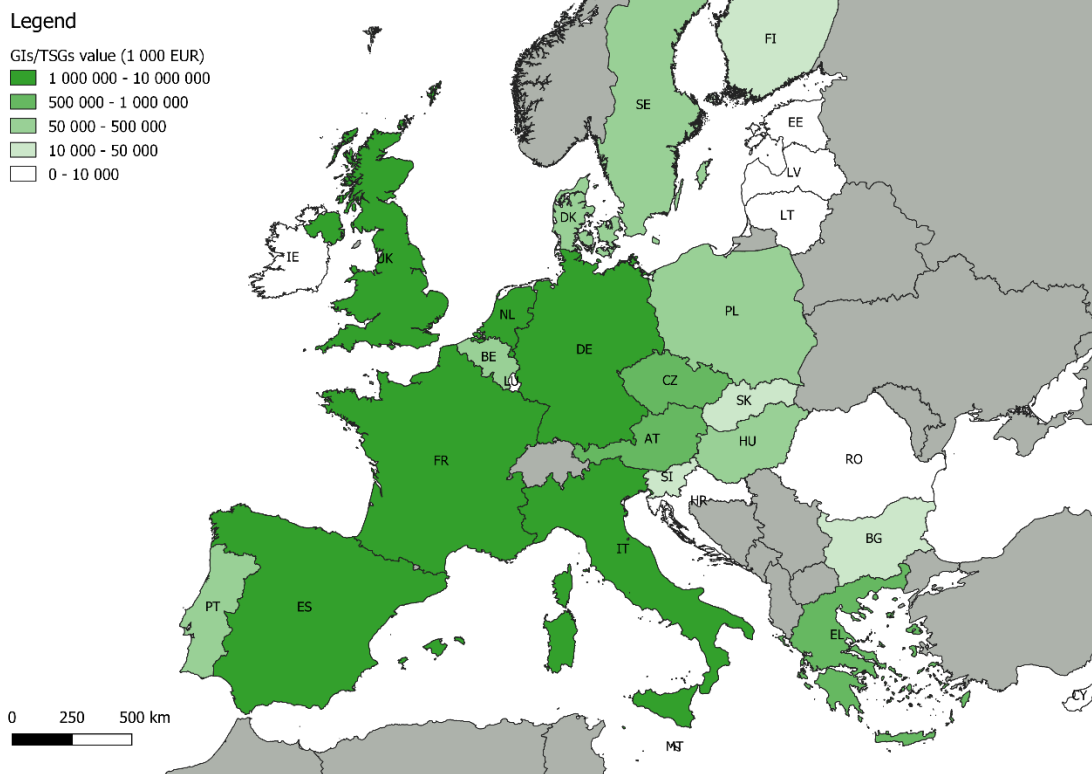 Legend
GIs/TSGs value (1 000 EUR)
1 000 000 - 10 000 000
500 000 - 1 000 000
50 000 - 500 000
10 000 - 50 000
0 - 10 000
FI
SE
EE
LV
LT
DK
IE
UK
NL
PL
DE
BE
LU
CZ
SK
AT
HU
FR
RO
SI
HR
BG
IT
PT
ES
EL
CY
0 250 500 km